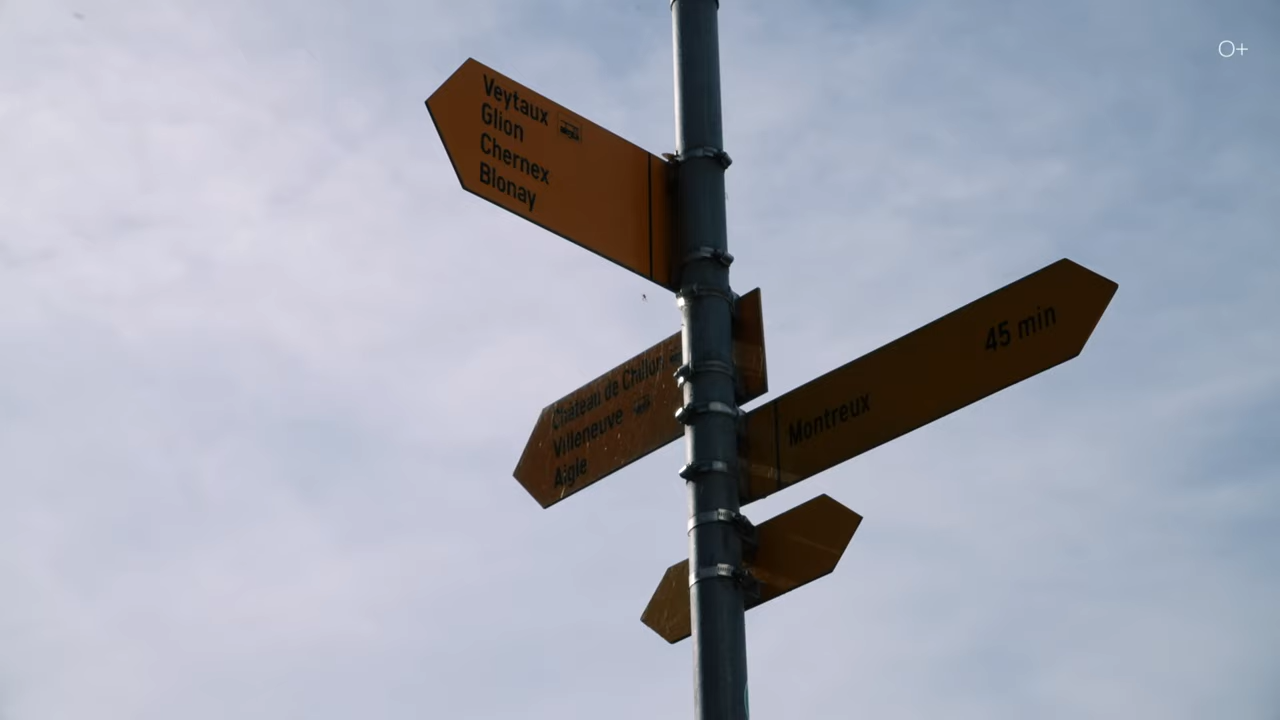 O+
Veytaux
Glion
Chernex
Blonay
45 min
Montreux
Château de Chillon
Villeneuve
Aigle